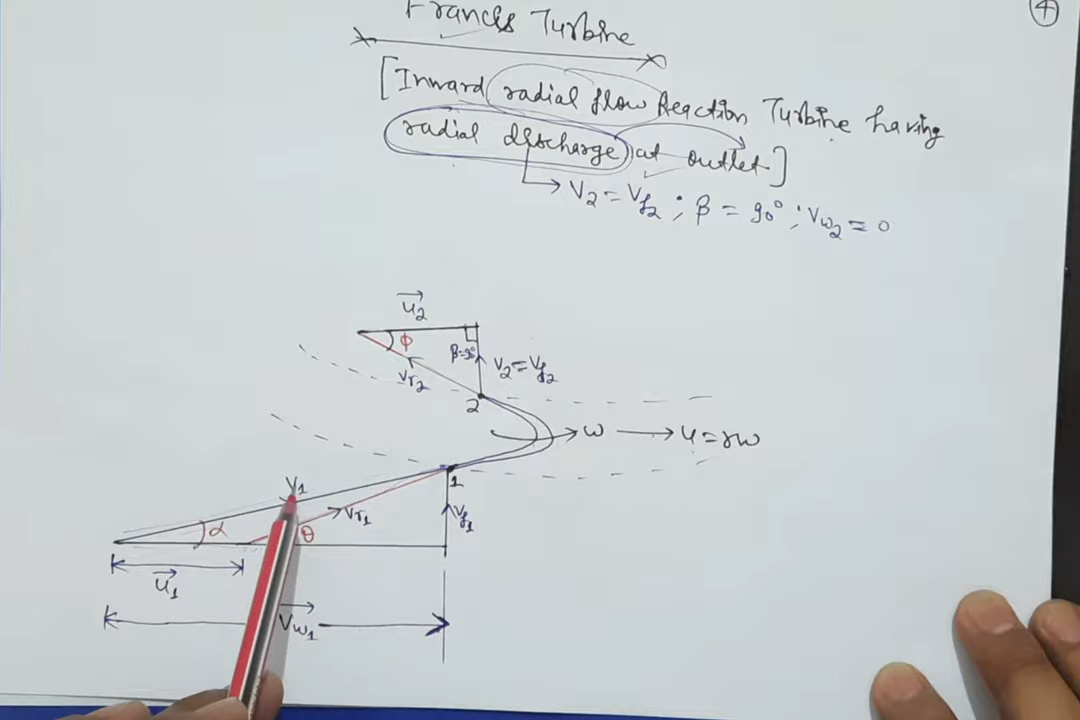 ④
Francis Turbine
[Inward radial flow Reaction Turbine having
radial discharge at outlet]
→ V₂ = Vf₂ ; β = 90° ; Vw₂ = 0
u₂
φ
β=90°
V₂ = Vf₂
Vr₂
2
ω → u = rω
V₁
1
α
Vr₁
θ
Vf₁
u₁
Vw₁